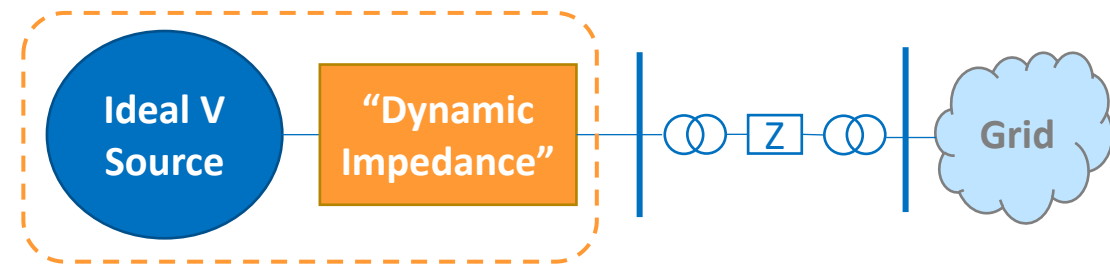 Ideal V
Source
“Dynamic
Impedance”
Z
Grid